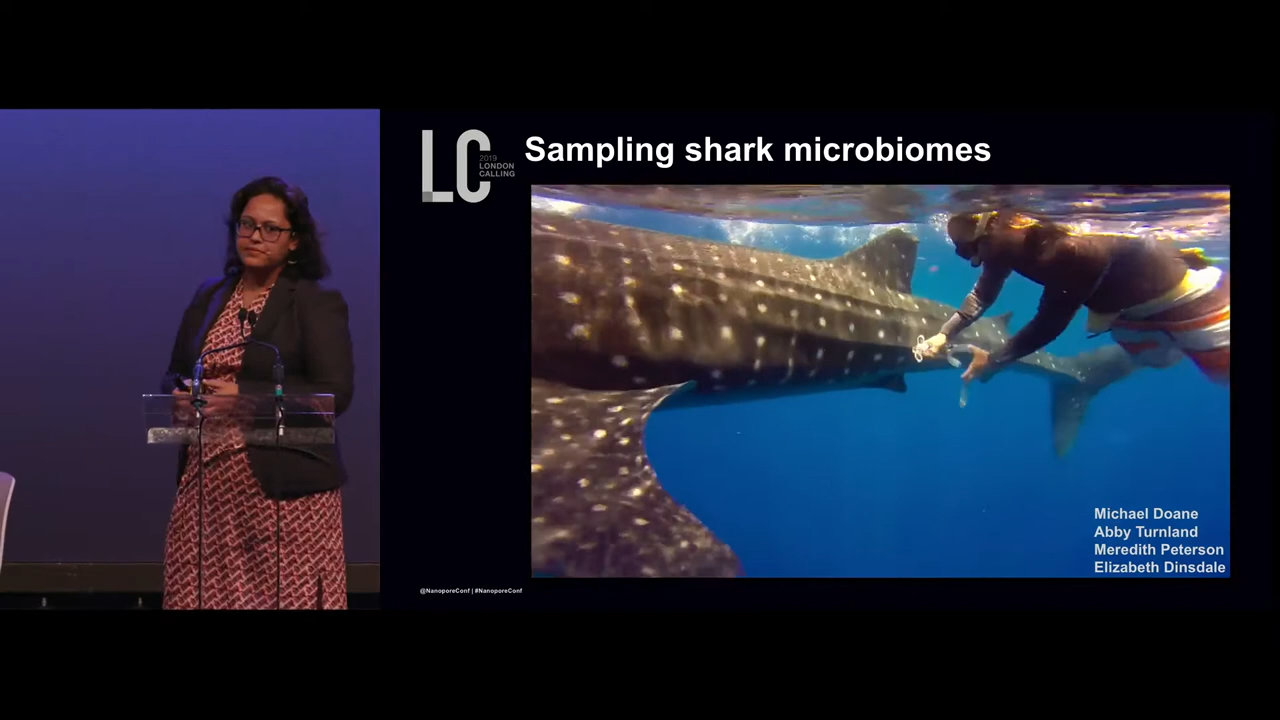 LC
2019
LONDON
CALLING
Sampling shark microbiomes
Michael Doane
Abby Turnland
Meredith Peterson
Elizabeth Dinsdale
@NanoporeConf | #NanoporeConf